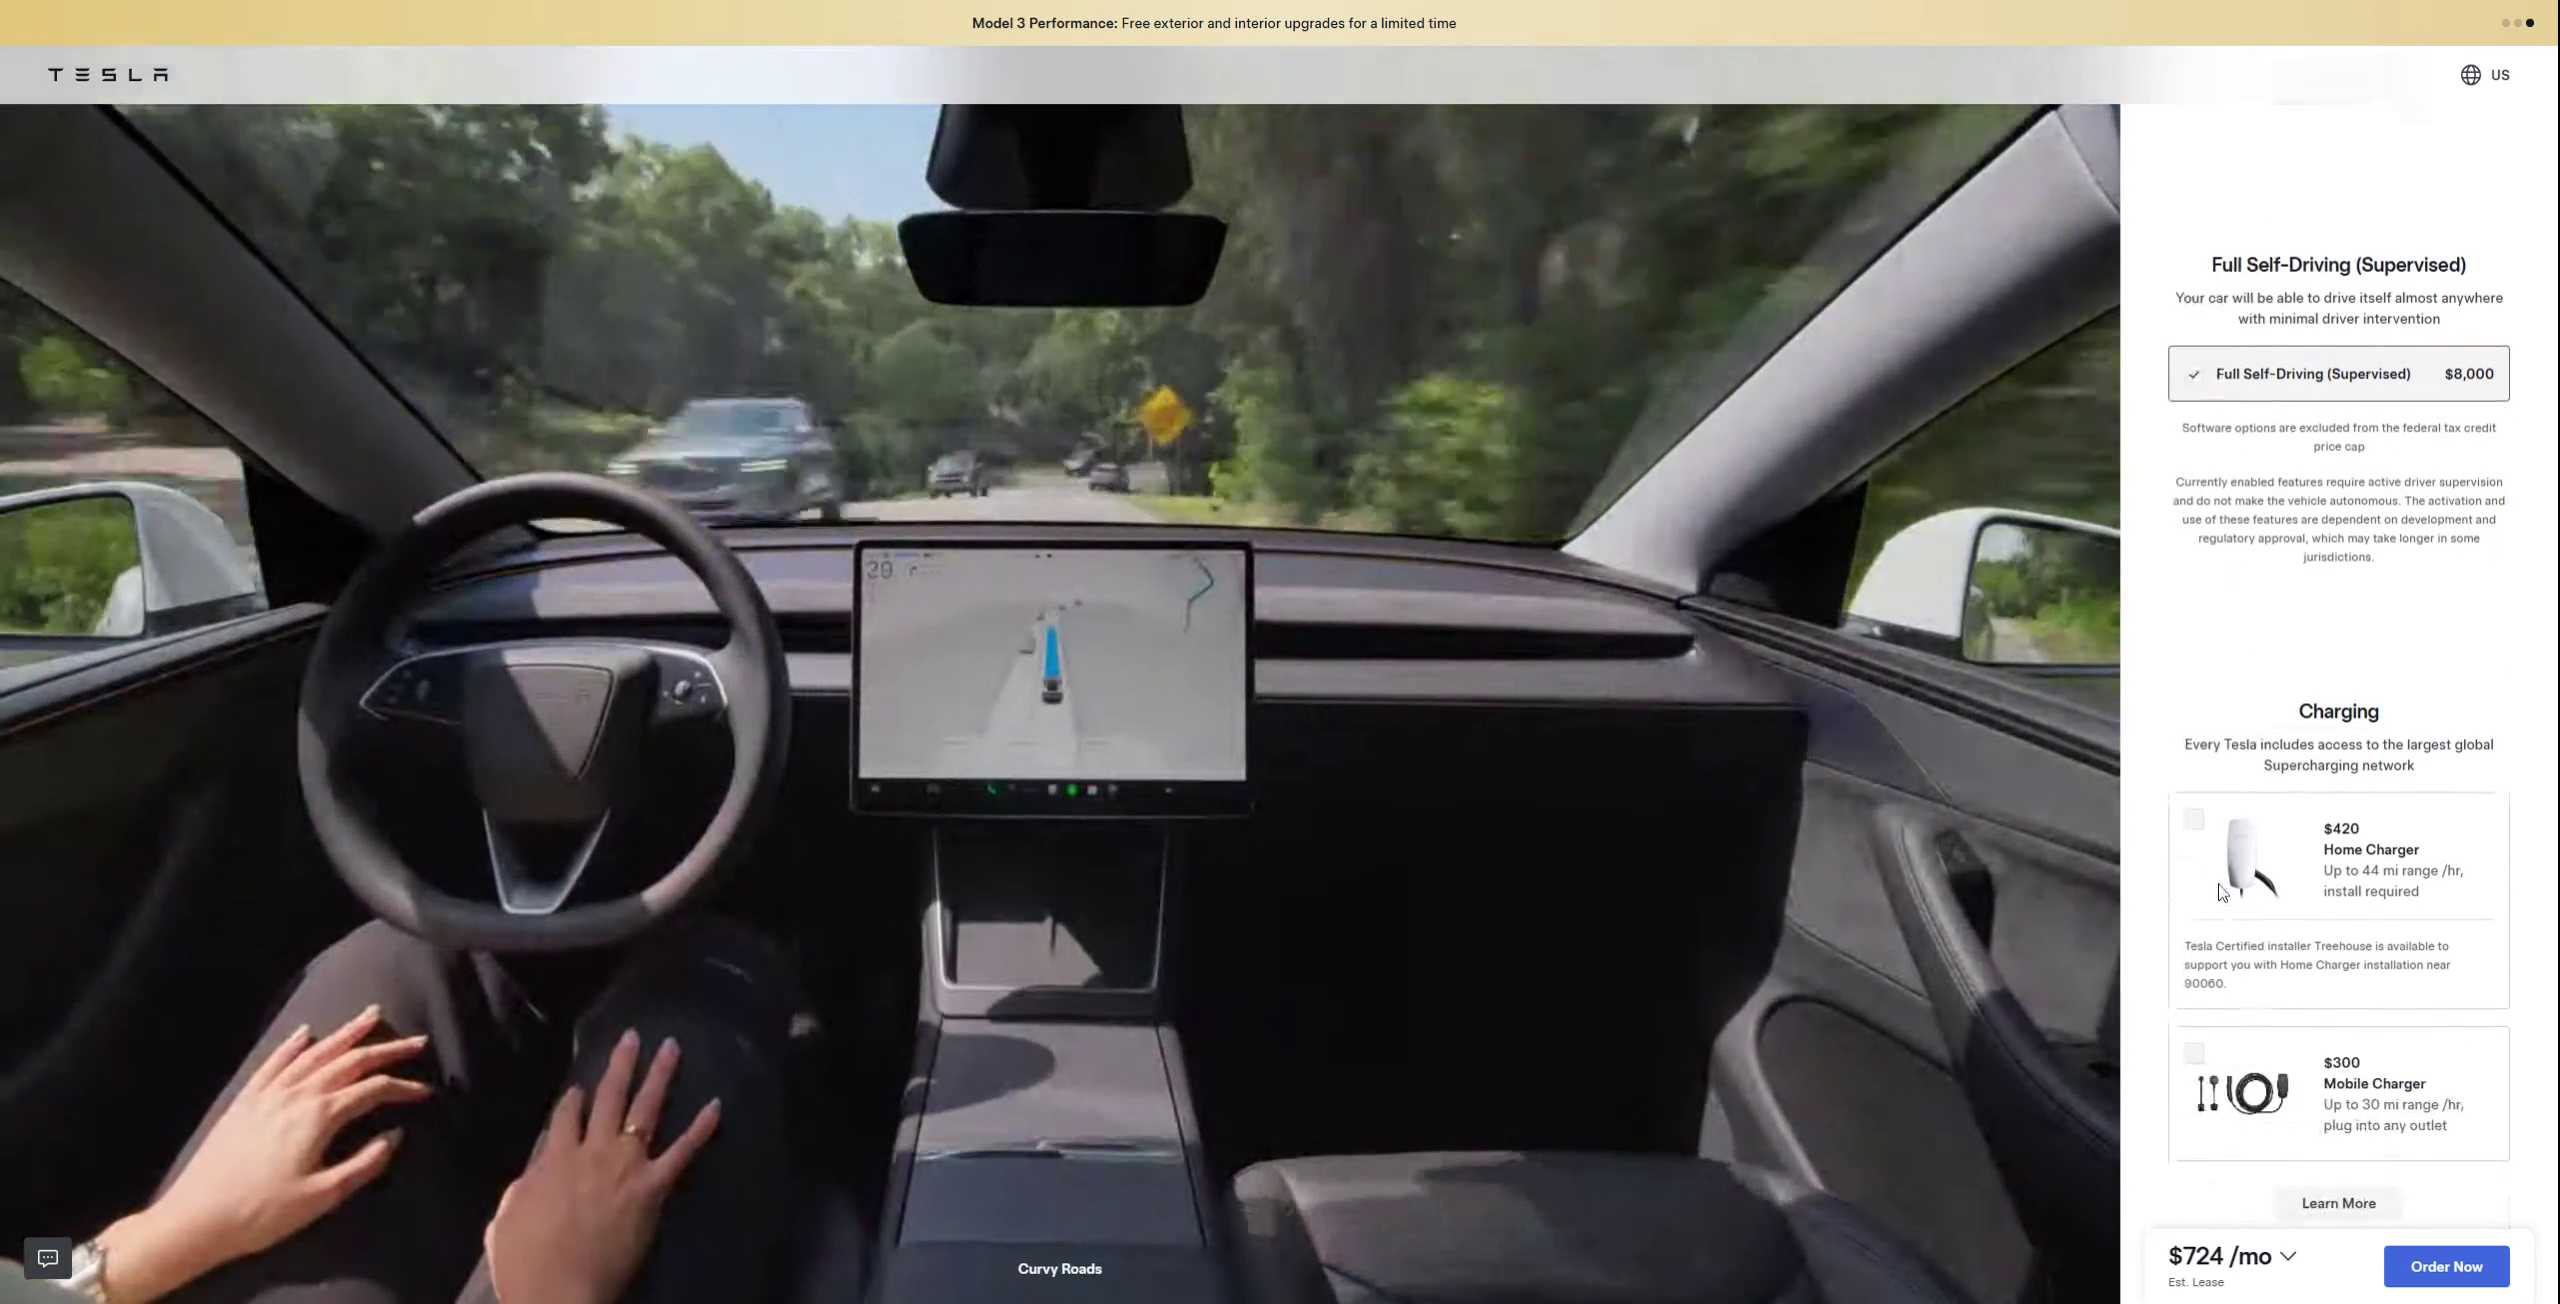 Model 3 Performance: Free exterior and interior upgrades for a limited time
TESLA
US
Full Self-Driving (Supervised)
Your car will be able to drive itself almost anywhere
with minimal driver intervention
Full Self-Driving (Supervised) $8,000
Software options are excluded from the federal tax credit
price cap
Currently enabled features require active driver supervision
and do not make the vehicle autonomous. The activation and
use of these features are dependent on development and
regulatory approval, which may take longer in some
jurisdictions.
Charging
Every Tesla includes access to the largest global
Supercharging network
$420
Home Charger
Up to 44 mi range /hr,
install required
Tesla Certified installer Treehouse is available to
support you with Home Charger installation near
90060.
$300
Mobile Charger
Up to 30 mi range /hr,
plug into any outlet
Learn More
$724 /mo
Est. Lease
Order Now
Curvy Roads